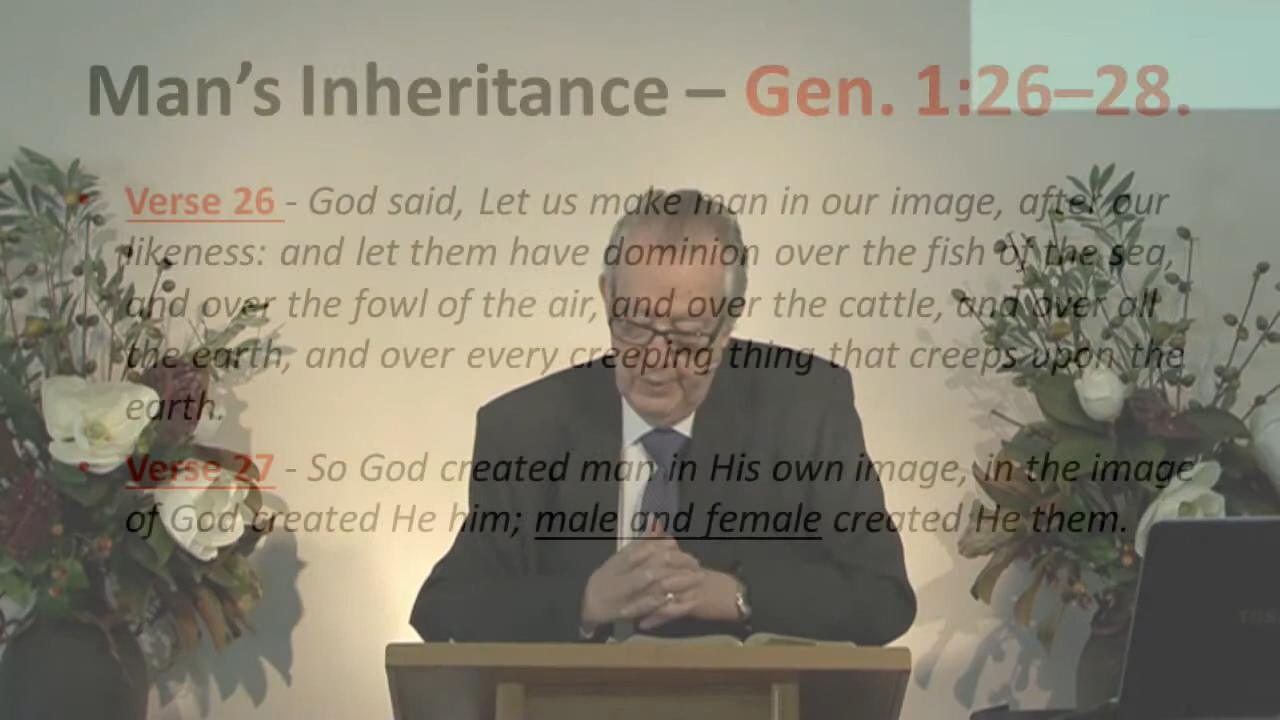 Man’s Inheritance – Gen. 1:26–28.
• Verse 26 - God said, Let us make man in our image, after our
likeness: and let them have dominion over the fish of the sea,
and over the fowl of the air, and over the cattle, and over all
the earth, and over every creeping thing that creeps upon the
earth.
• Verse 27 - So God created man in His own image, in the image
of God created He him; male and female created He them.